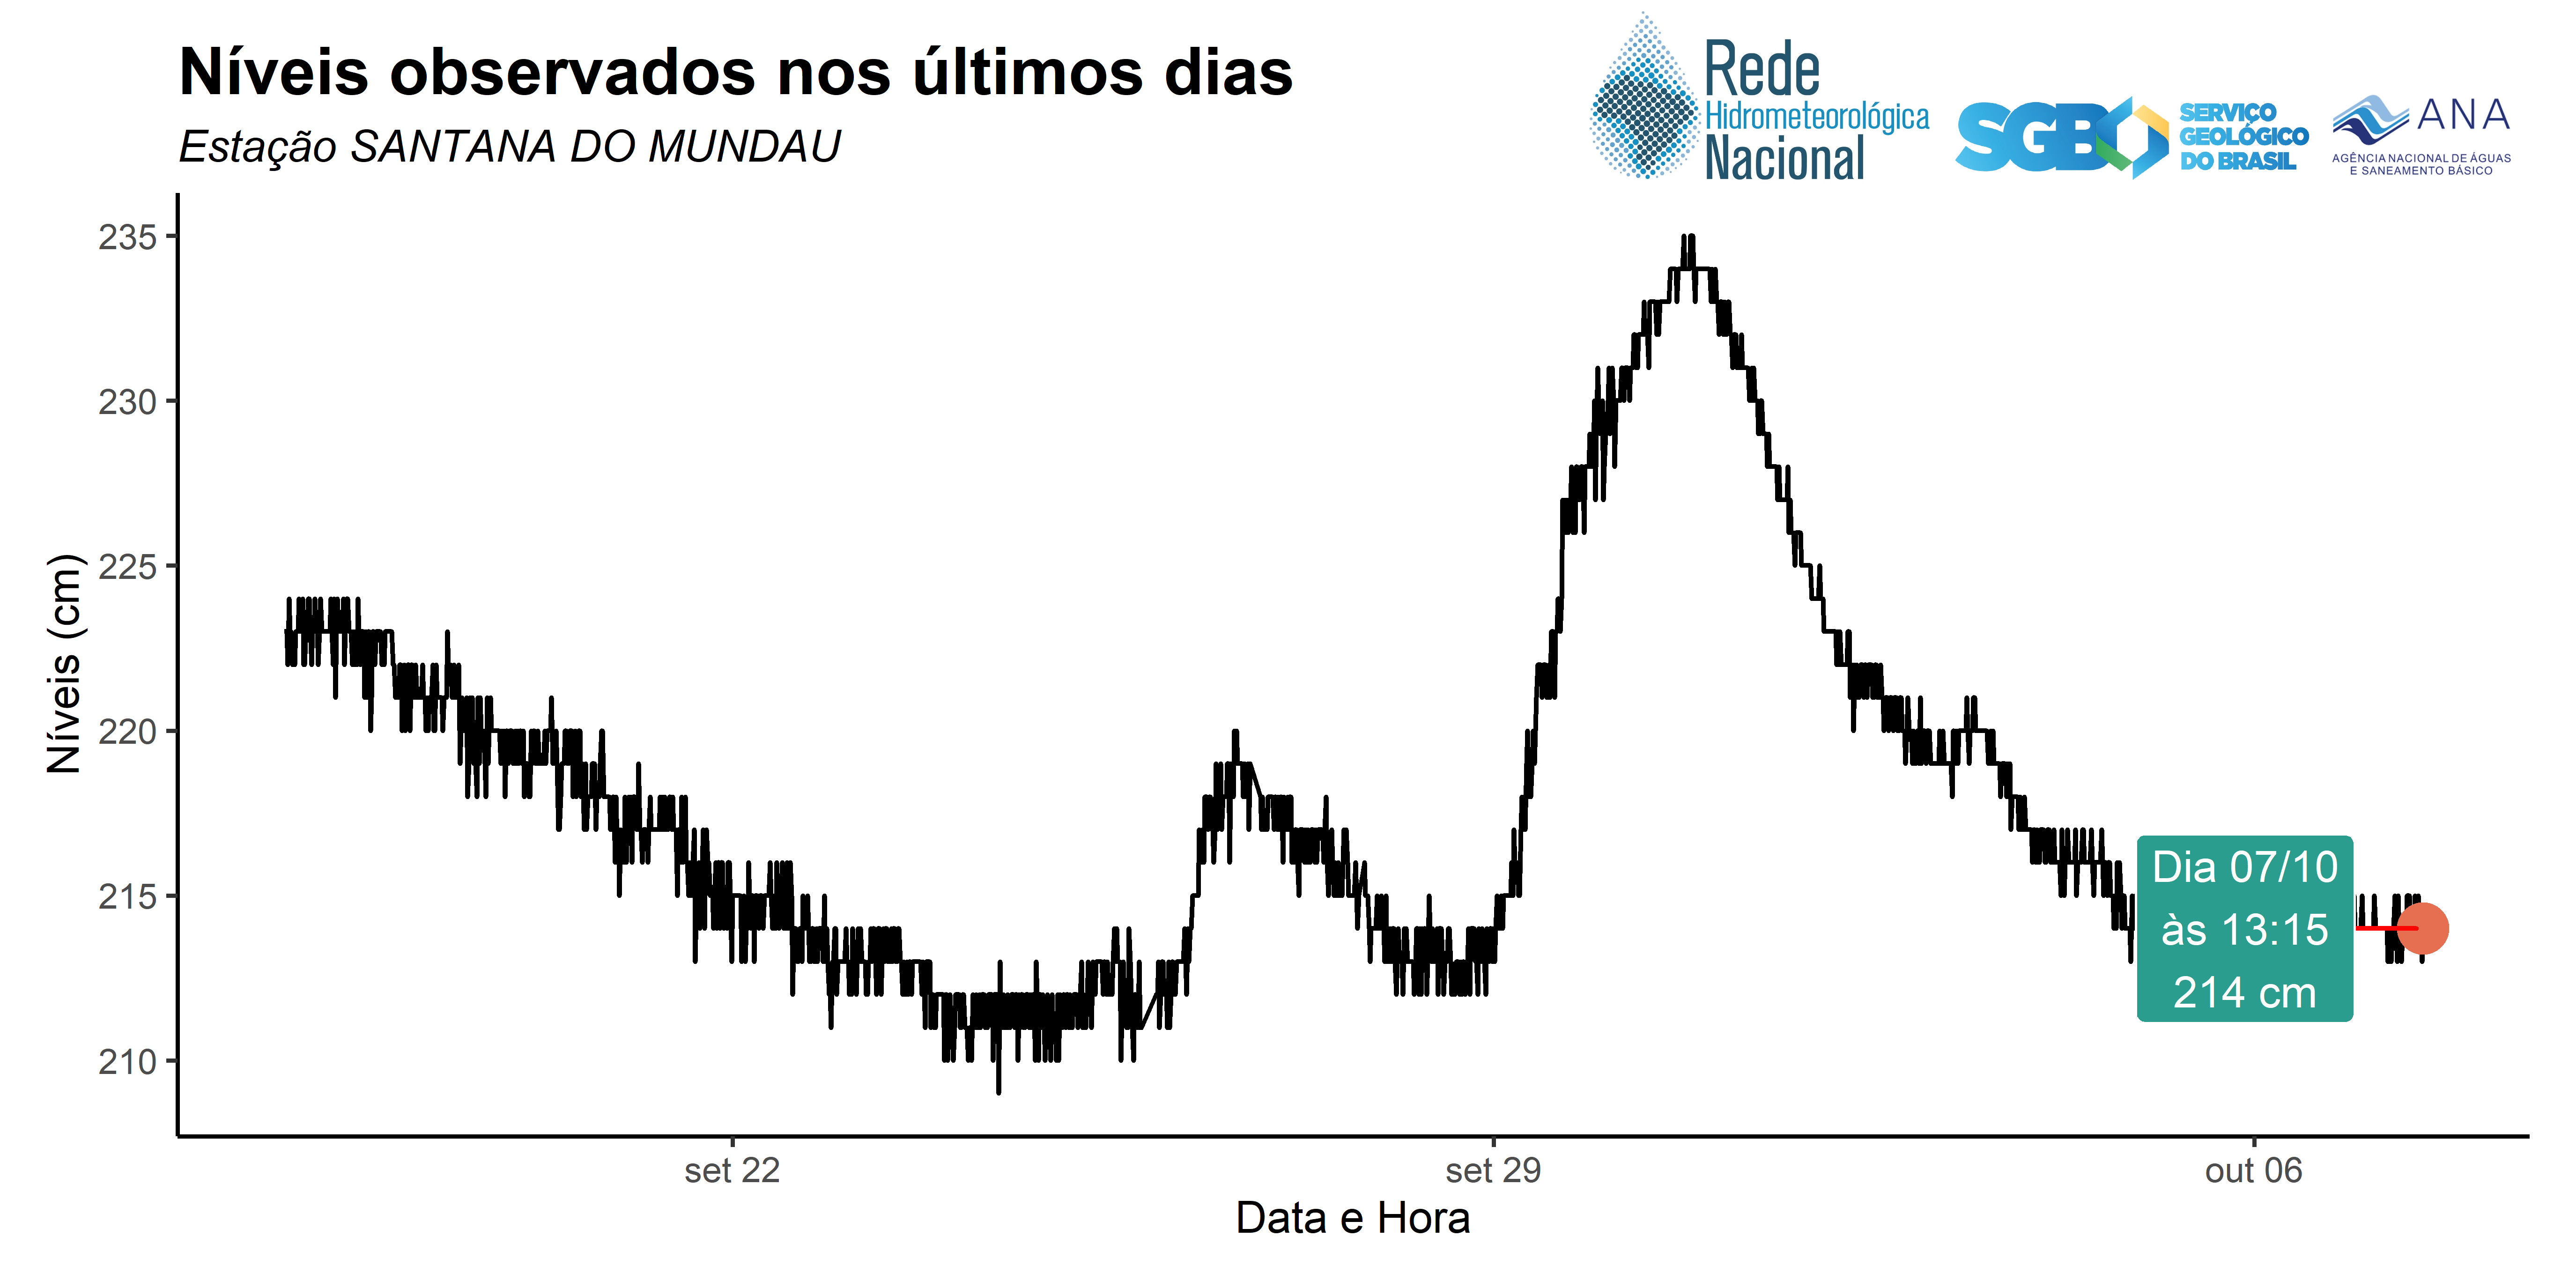 Níveis observados nos últimos dias
Estação SANTANA DO MUNDAU
Rede
Hidrometeorológica
Nacional
SGB
SERVIÇO
GEOLÓGICO
DO BRASIL
ANA
AGÊNCIA NACIONAL DE ÁGUAS
E SANEAMENTO BÁSICO
Níveis (cm)
235
230
225
220
215
210
Dia 07/10
às 13:15
214 cm
set 22
set 29
out 06
Data e Hora